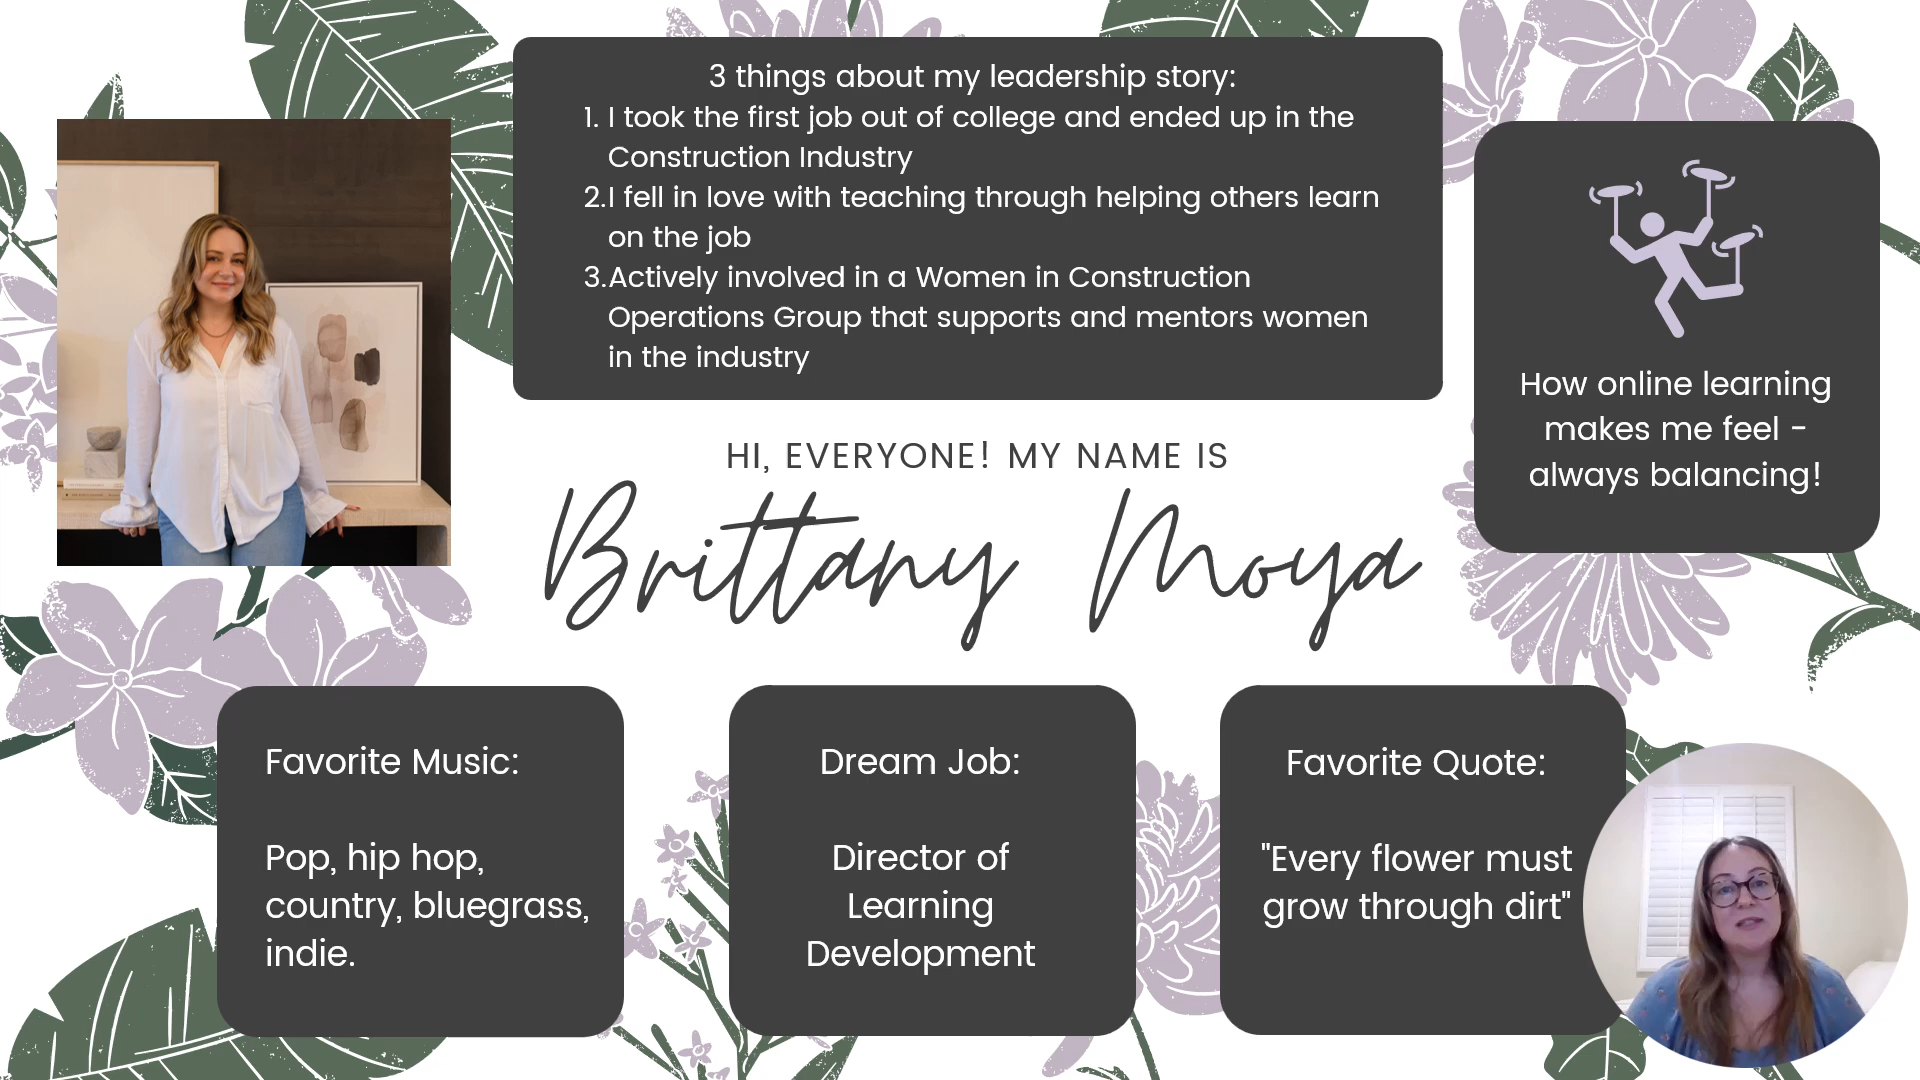 3 things about my leadership story:
1. I took the first job out of college and ended up in the
Construction Industry
2.I fell in love with teaching through helping others learn
on the job
3.Actively involved in a Women in Construction
Operations Group that supports and mentors women
in the industry
How online learning
makes me feel -
always balancing!
HI, EVERYONE! MY NAME IS
Brittany Moya
Favorite Music:
Pop, hip hop,
country, bluegrass,
indie.
Dream Job:
Director of
Learning
Development
Favorite Quote:
"Every flower must
grow through dirt"